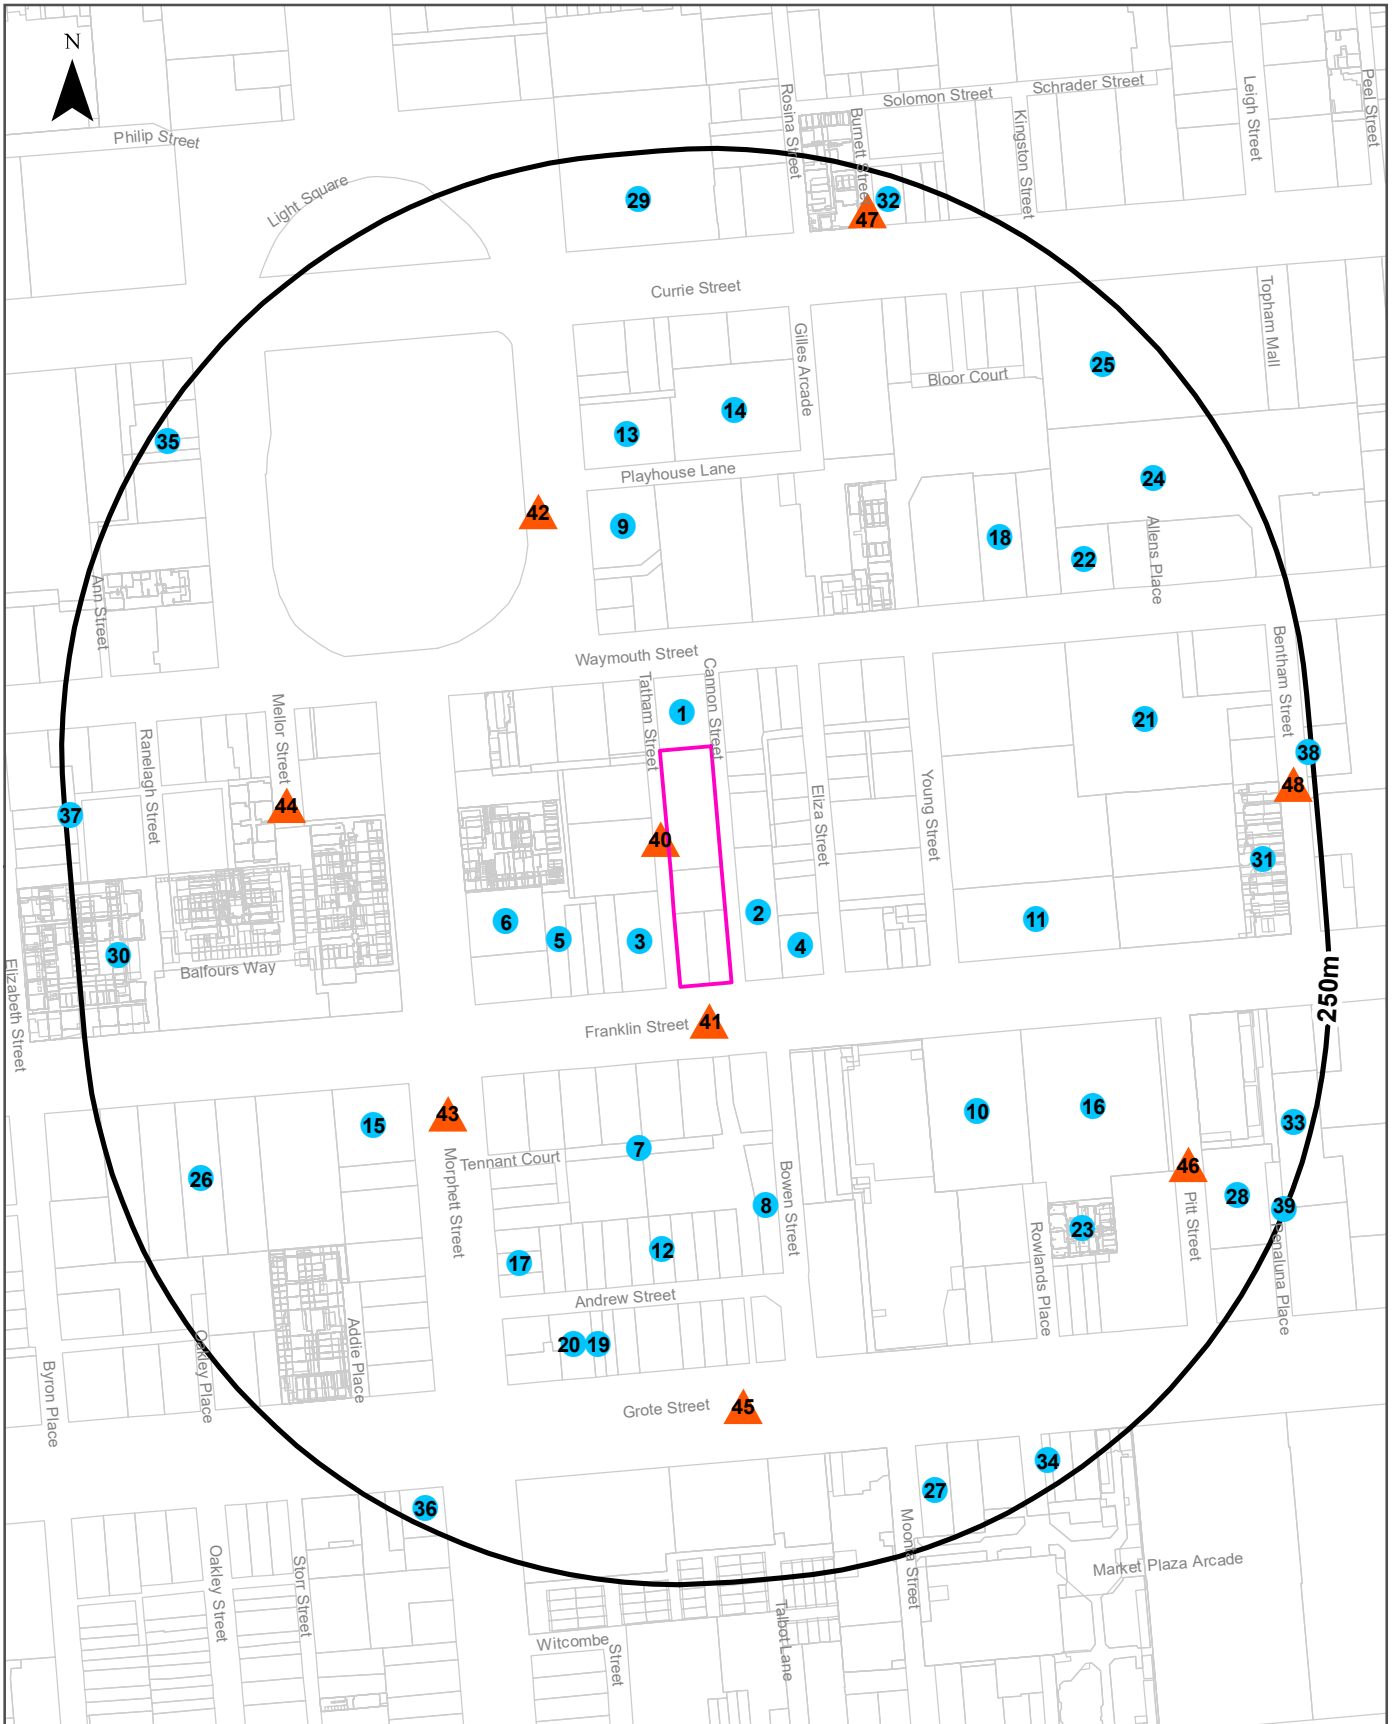 N
Philip Street
Light Square
Rosina Street
Burnett Street
Solomon Street
Schrader Street
Kingston Street
Leigh Street
Peel Street
29
32
47
Currie Street
Gilles Arcade
Topham Mall
Bloor Court
25
14
13
35
Playhouse Lane
24
42
9
18
22
Allens Place
Ann Street
Waymouth Street
Tatham Street
Cannon Street
Bentham Street
1
21
Mellor Street
Ranelagh Street
38
48
37
44
40
Eliza Street
Young Street
31
6
5
3
2
4
11
30
Balfours Way
Elizabeth Street
250m
Franklin Street
41
43
15
10
16
33
7
Tennant Court
Morphett Street
46
26
8
Bowen Street
28
39
Pitt Street
Penaluna Place
23
Rowlands Place
12
17
Andrew Street
20
19
Addie Place
Oakley Place
Byron Place
Grote Street
45
34
27
36
Moonta Street
Market Plaza Arcade
Oakley Street
Storr Street
Talbot Lane
Witcombe
Street